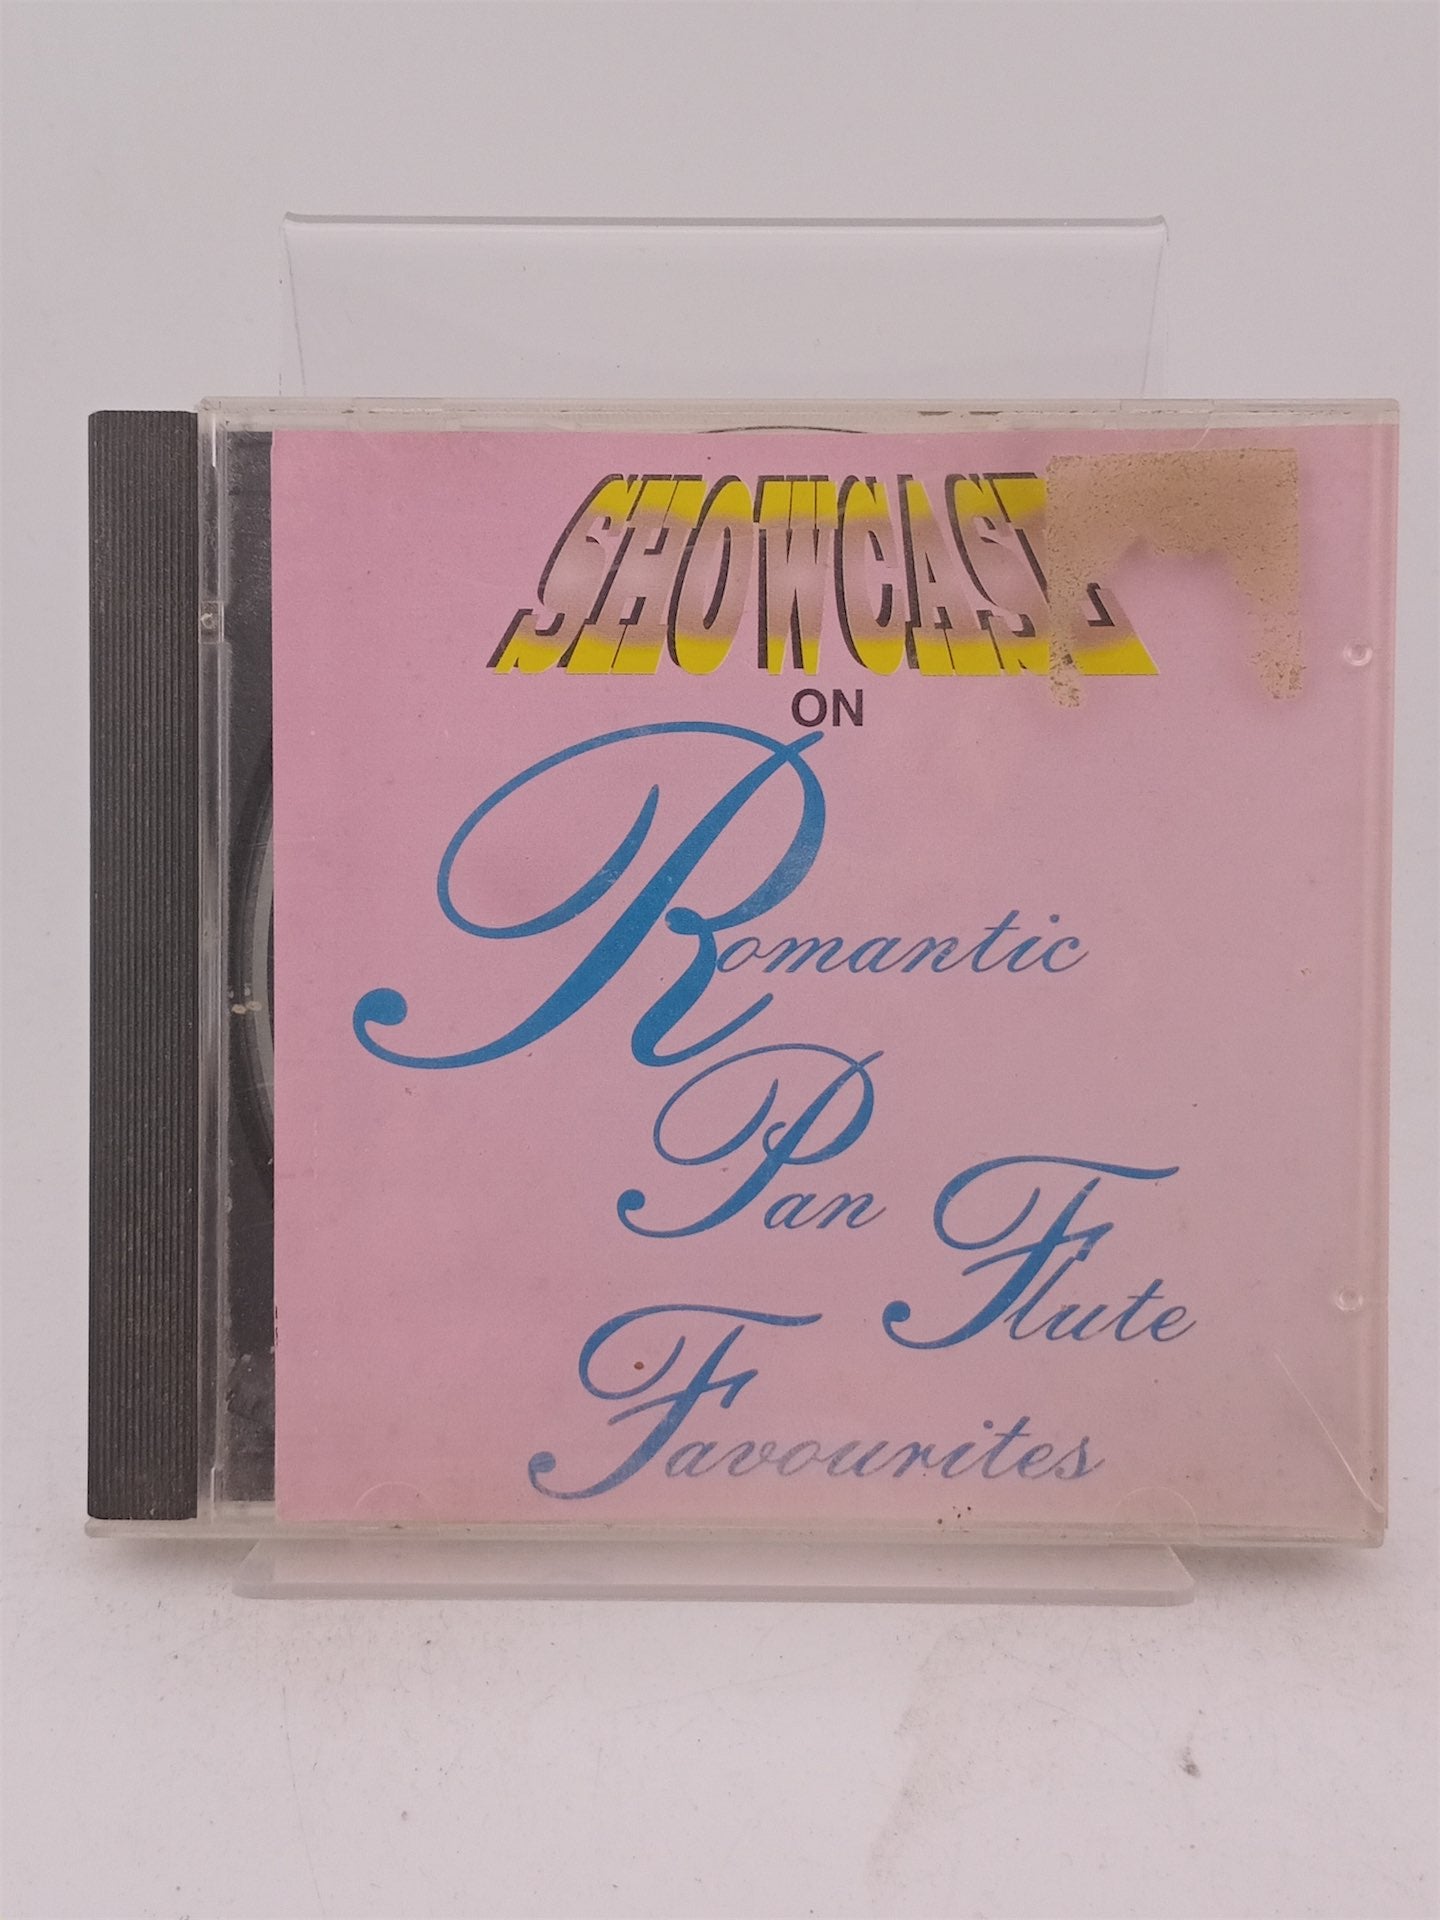 SHOWCASE
ON
Romantic
Pan Flute
Favourites